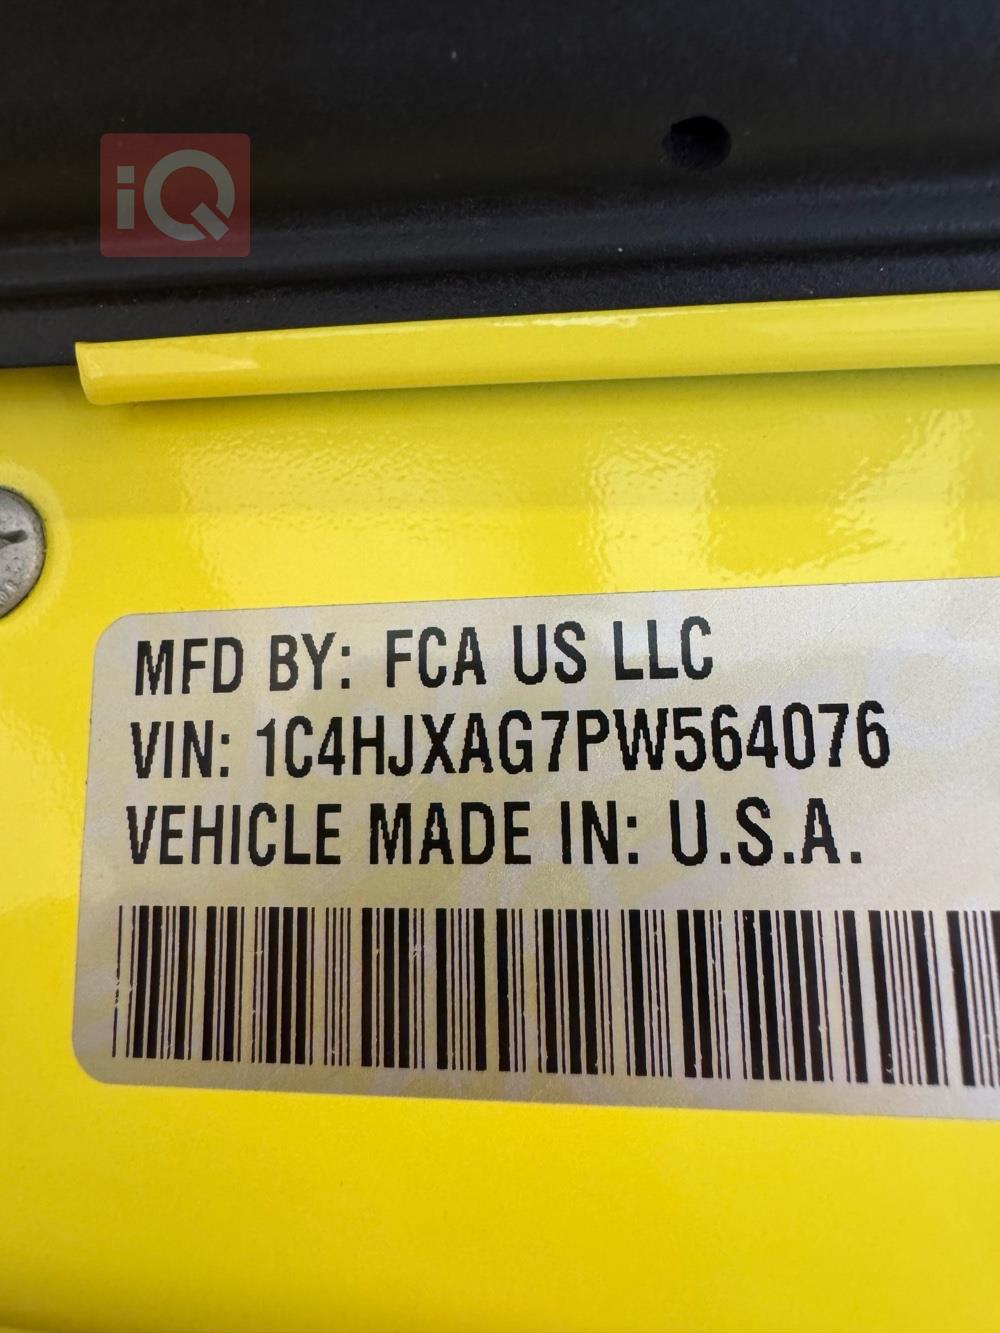 iQ
MFD BY: FCA US LLC
VIN: 1C4HJXAG7PW564076
VEHICLE MADE IN: U.S.A.